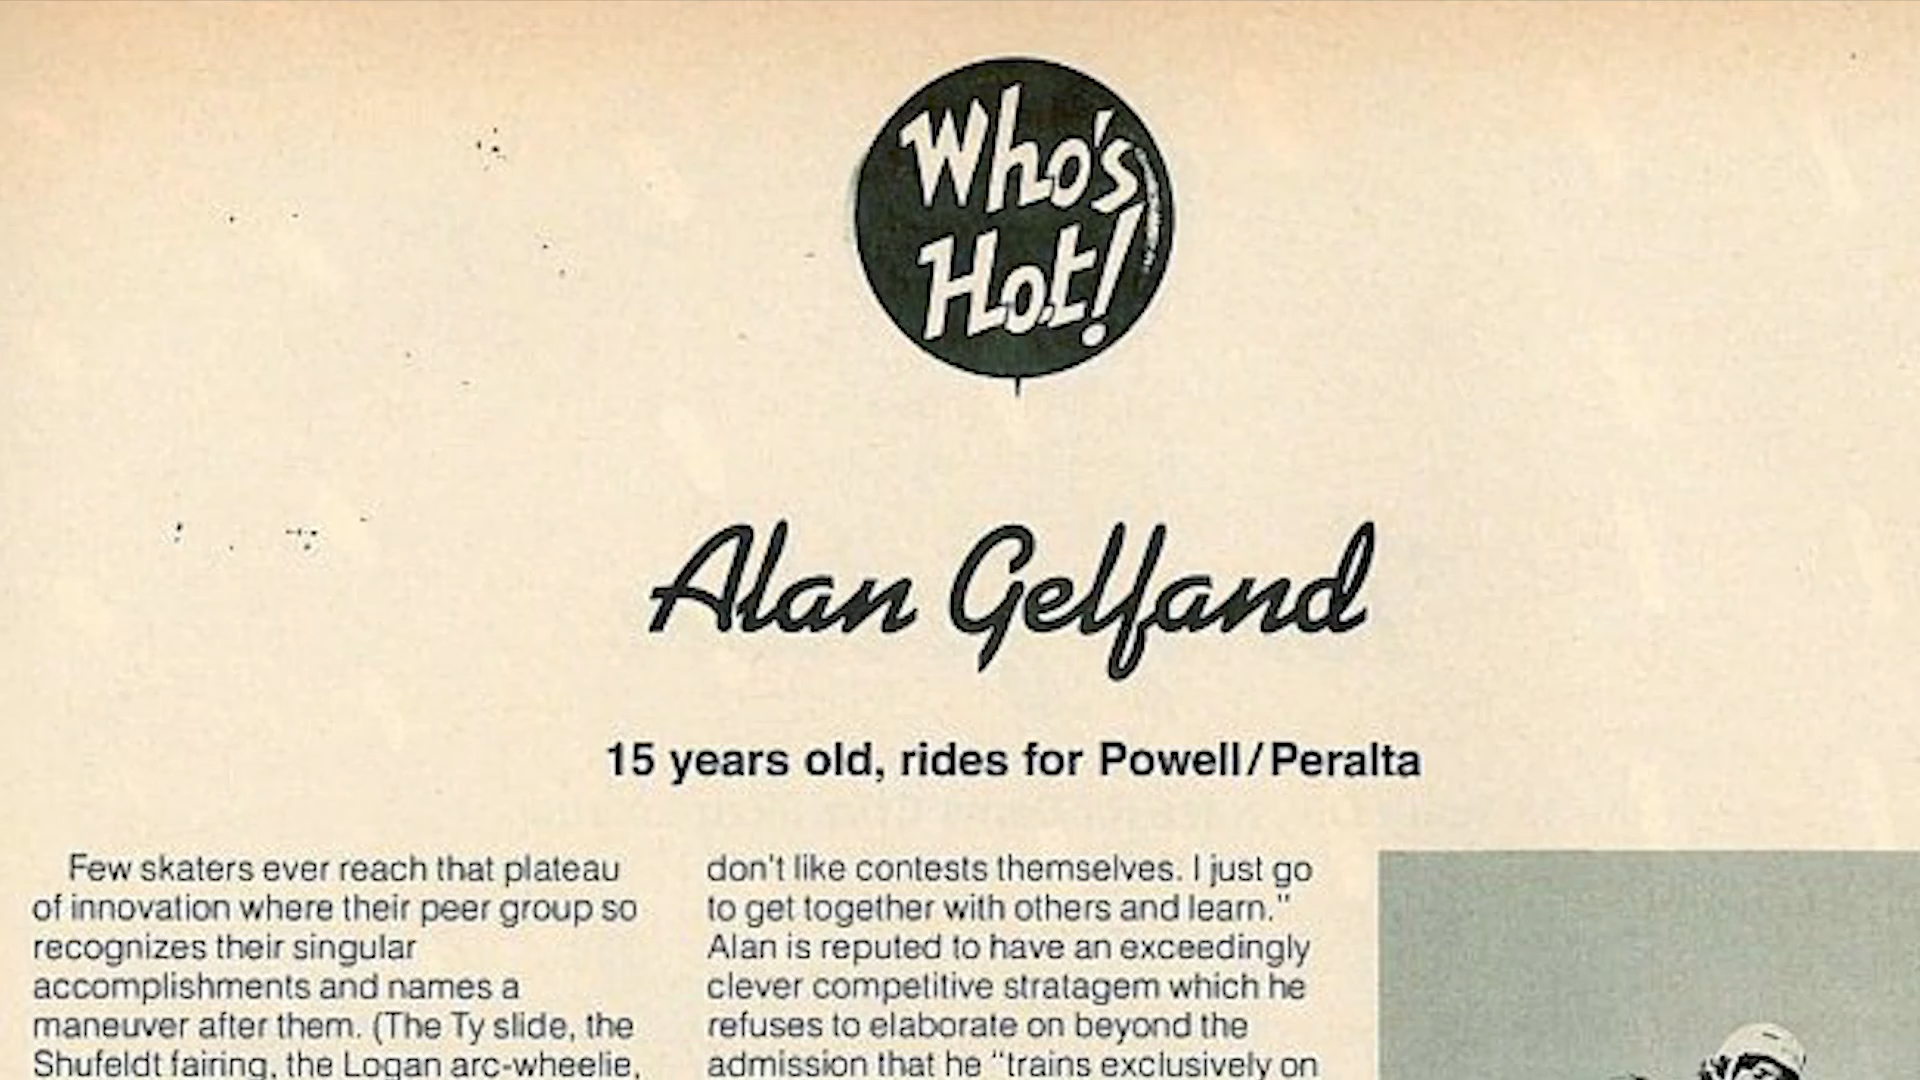 Who's
Hot!
Alan Gelfand
15 years old, rides for Powell/Peralta
Few skaters ever reach that plateau
of innovation where their peer group so
recognizes their singular
accomplishments and names a
maneuver after them. (The Ty slide, the
Shufeldt fairing, the Logan arc-wheelie,
don't like contests themselves. I just go
to get together with others and learn."
Alan is reputed to have an exceedingly
clever competitive stratagem which he
refuses to elaborate on beyond the
admission that he "trains exclusively on